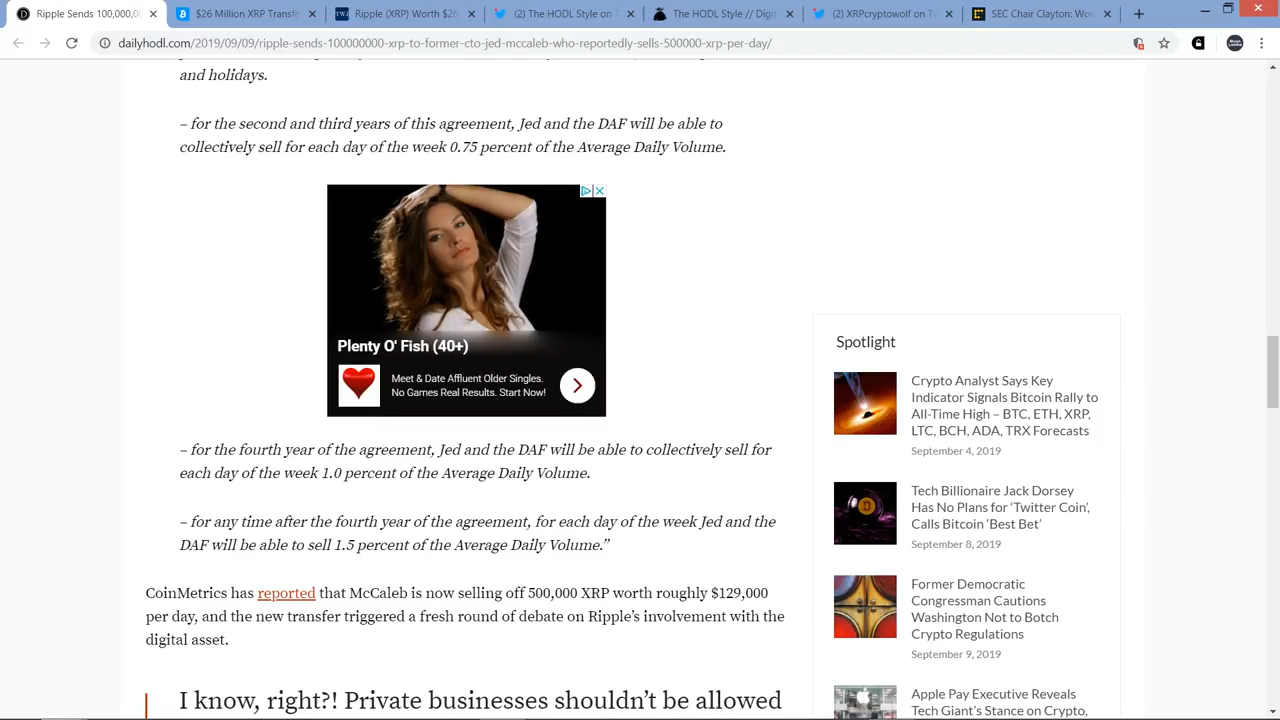 Ripple Sends 100,000,0
$26 Million XRP Transfe
Ripple (XRP) Worth $26
(2) The HODL Style on
The HODL Style // Digi
(2) XRPcryptowolf on Tw
SEC Chair Clayton: Wou
dailyhodl.com/2019/09/09/ripple-sends-100000000-xrp-to-former-cto-jed-mccaleb-who-reportedly-sells-500000-xrp-per-day/
and holidays.
– for the second and third years of this agreement, Jed and the DAF will be able to
collectively sell for each day of the week 0.75 percent of the Average Daily Volume.
Plenty O' Fish (40+)
Meet & Date Affluent Older Singles.
No Games Real Results. Start Now!
– for the fourth year of the agreement, Jed and the DAF will be able to collectively sell for
each day of the week 1.0 percent of the Average Daily Volume.
– for any time after the fourth year of the agreement, for each day of the week Jed and the
DAF will be able to sell 1.5 percent of the Average Daily Volume.”
CoinMetrics has reported that McCaleb is now selling off 500,000 XRP worth roughly $129,000
per day, and the new transfer triggered a fresh round of debate on Ripple’s involvement with the
digital asset.
I know, right?! Private businesses shouldn’t be allowed
Spotlight
Crypto Analyst Says Key
Indicator Signals Bitcoin Rally to
All-Time High – BTC, ETH, XRP,
LTC, BCH, ADA, TRX Forecasts
September 4, 2019
Tech Billionaire Jack Dorsey
Has No Plans for ‘Twitter Coin’,
Calls Bitcoin ‘Best Bet’
September 8, 2019
Former Democratic
Congressman Cautions
Washington Not to Botch
Crypto Regulations
September 9, 2019
Apple Pay Executive Reveals
Tech Giant’s Stance on Crypto,